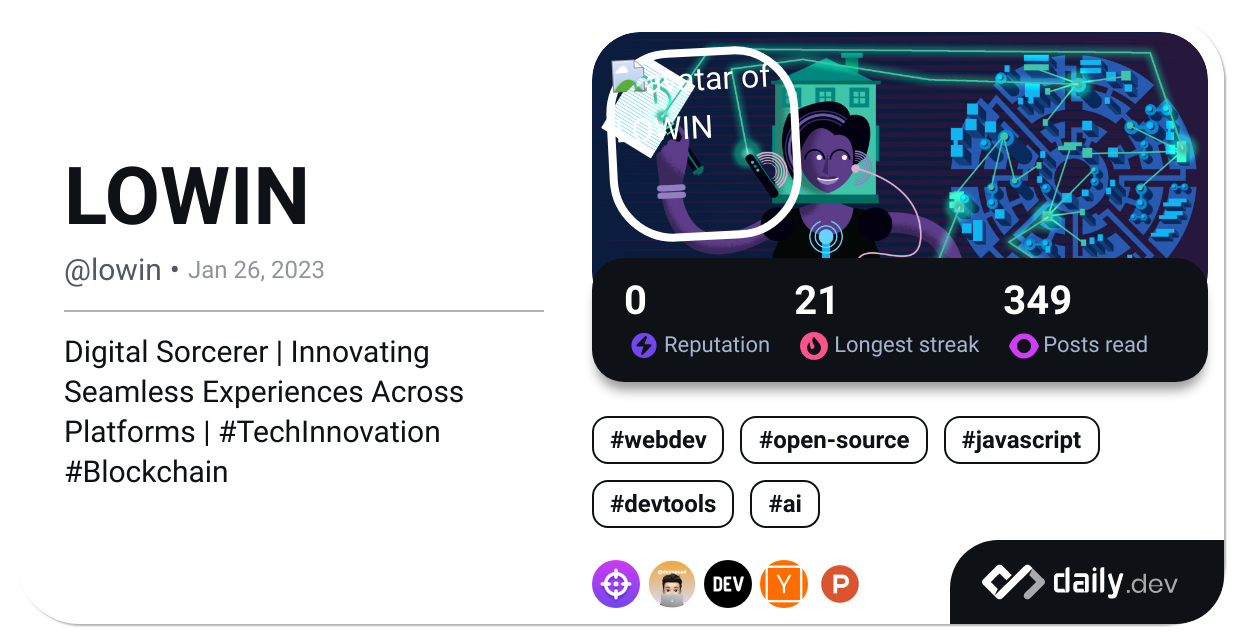 LOWIN
@lowin • Jan 26, 2023
Digital Sorcerer | Innovating
Seamless Experiences Across
Platforms | #TechInnovation
#Blockchain
avatar of
LOWIN
0
21
349
Reputation
Longest streak
Posts read
#webdev
#open-source
#javascript
#devtools
#ai
DEV
Y
P
daily.dev